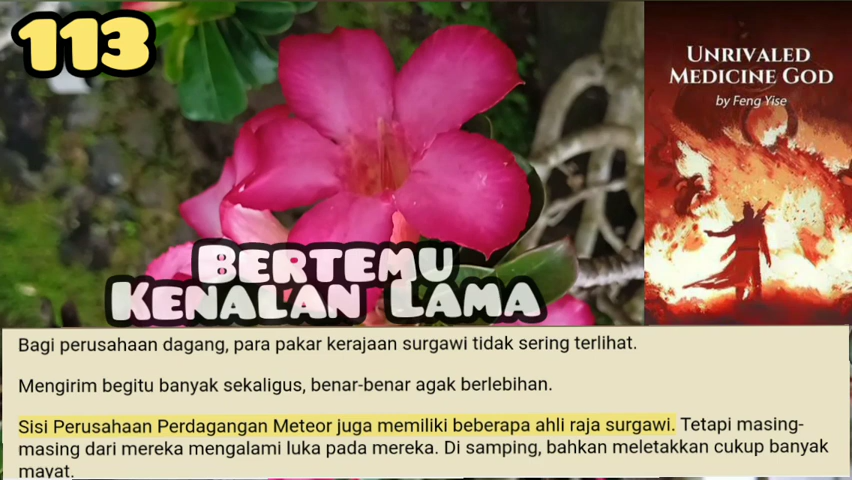 113
UNRIVALED
MEDICINE GOD
by Feng Yise
BERTEMU
KENALAN LAMA
Bagi perusahaan dagang, para pakar kerajaan surgawi tidak sering terlihat.
Mengirim begitu banyak sekaligus, benar-benar agak berlebihan.
Sisi Perusahaan Perdagangan Meteor juga memiliki beberapa ahli raja surgawi. Tetapi masing-
masing dari mereka mengalami luka pada mereka. Di samping, bahkan meletakkan cukup banyak
mayat.